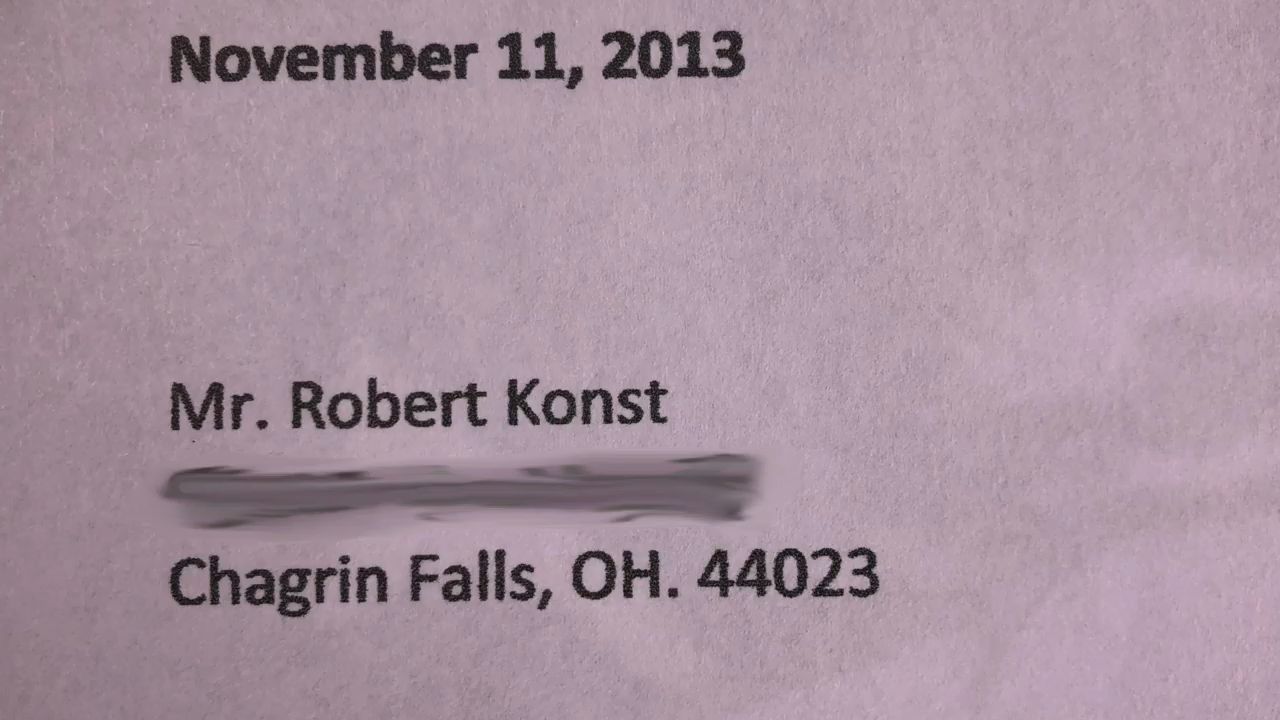 November 11, 2013
Mr. Robert Konst
Chagrin Falls, OH. 44023